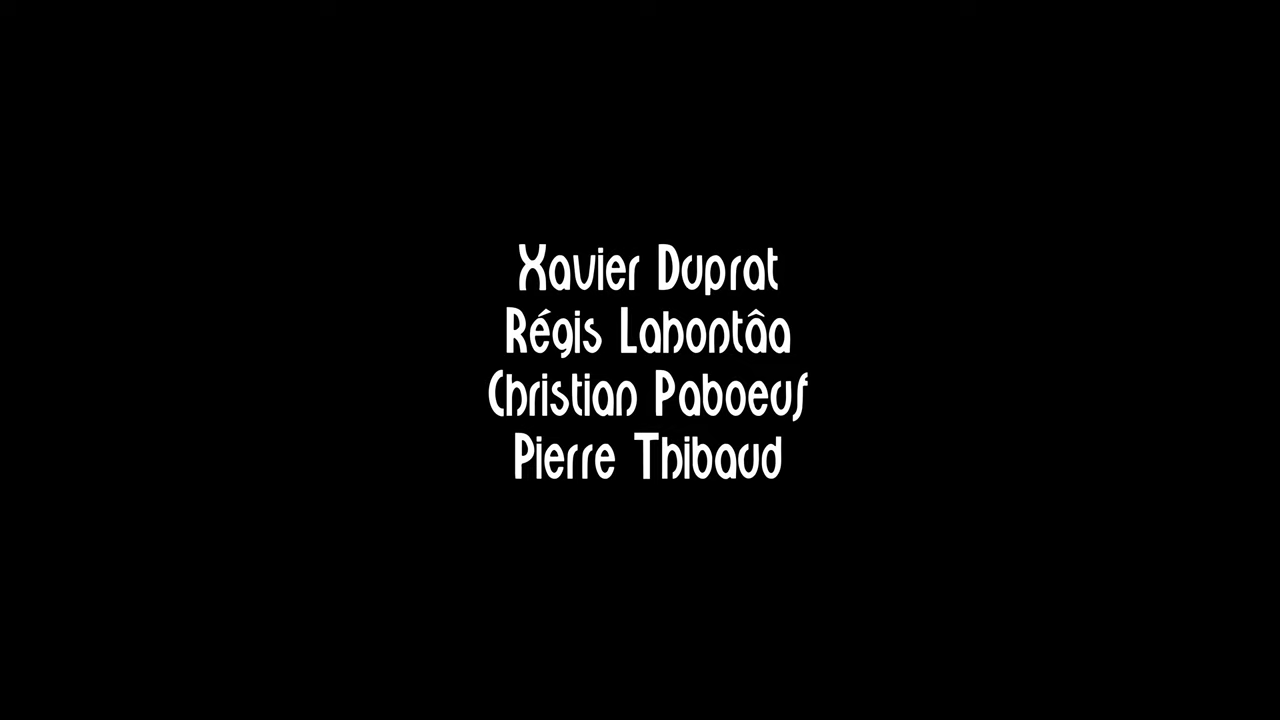 Xavier Duprat
Régis Lahontâa
Christian Paboeuf
Pierre Thibaud